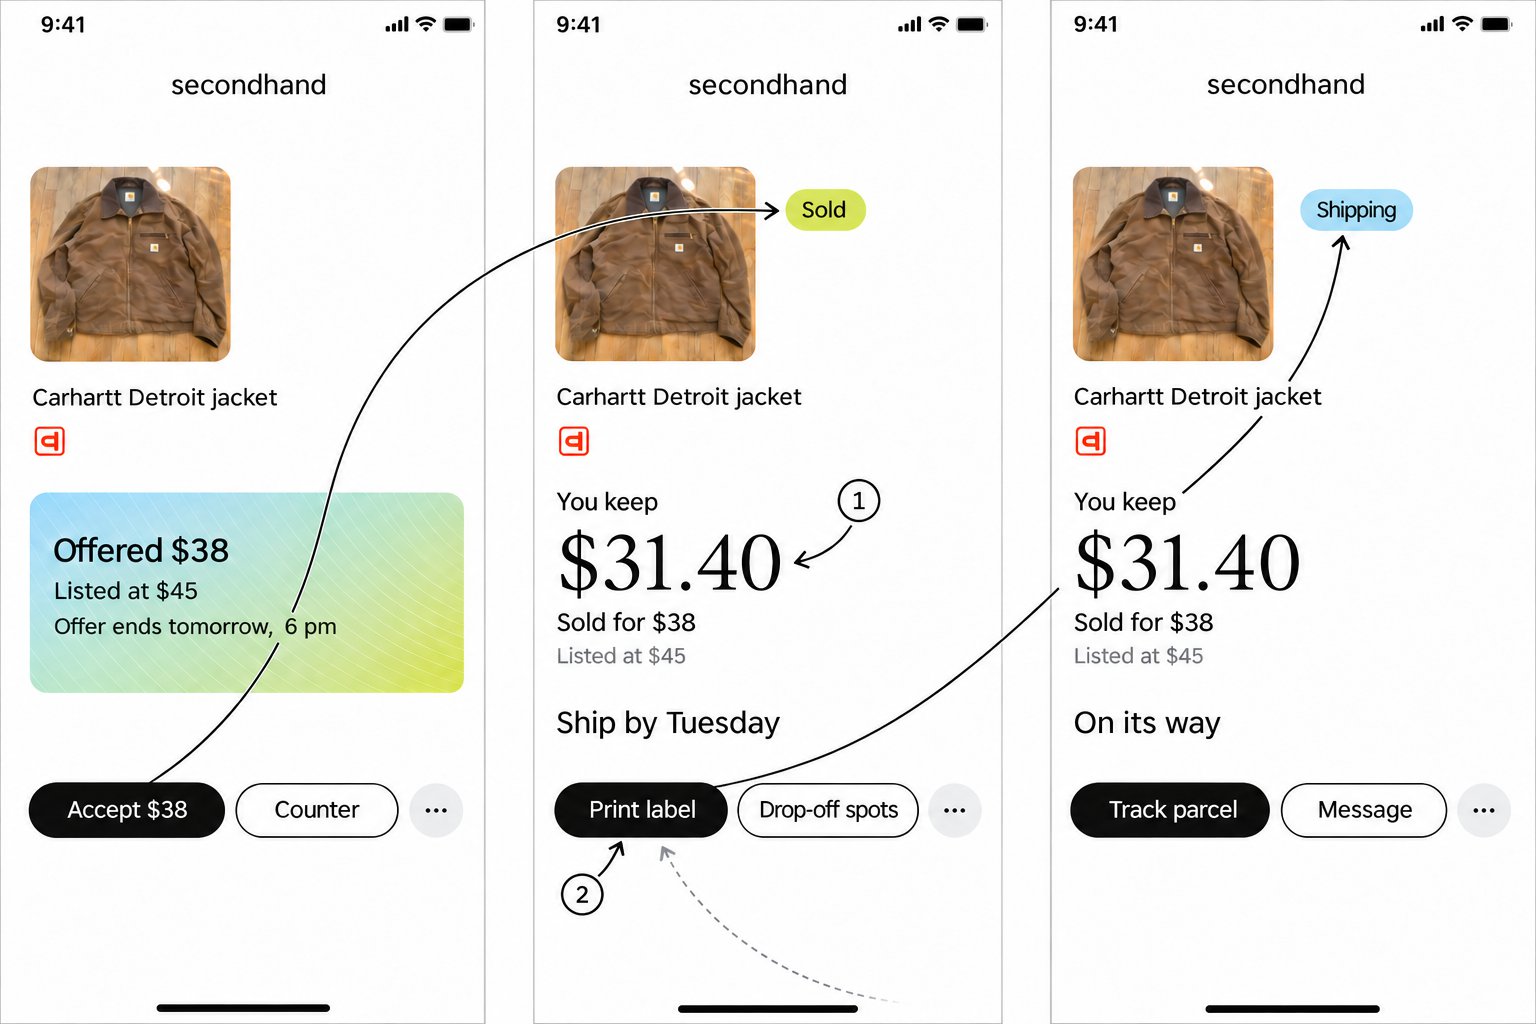 9:41
secondhand
Carhartt Detroit jacket
Offered $38
Listed at $45
Offer ends tomorrow, 6 pm
Accept $38
Counter
9:41
secondhand
Sold
Carhartt Detroit jacket
You keep
1
$31.40
Sold for $38
Listed at $45
Ship by Tuesday
Print label
Drop-off spots
2
9:41
secondhand
Shipping
Carhartt Detroit jacket
You keep
$31.40
Sold for $38
Listed at $45
On its way
Track parcel
Message